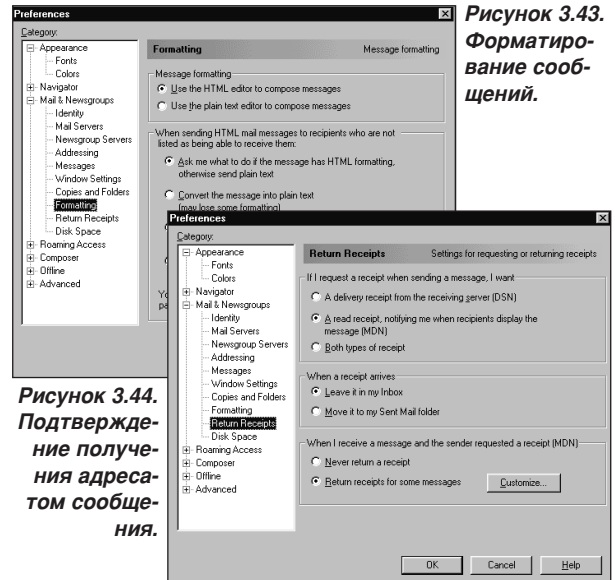 Preferences
Category:
Appearance
Fonts
Colors
Navigator
Mail & Newsgroups
Identity
Mail Servers
Newsgroup Servers
Addressing
Messages
Window Settings
Copies and Folders
Formatting
Return Receipts
Disk Space
Roaming Access
Composer
Offline
Advanced
Formatting
Message formatting
Message formatting
Use the HTML editor to compose messages
Use the plain text editor to compose messages
When sending HTML mail messages to recipients who are not
listed as being able to receive them:
Ask me what to do if the message has HTML formatting,
otherwise send plain text
Convert the message into plain text
(may lose some formatting)
Рисунок 3.43.
Форматиро-
вание сооб-
щений.
Preferences
Category:
Appearance
Fonts
Colors
Navigator
Mail & Newsgroups
Identity
Mail Servers
Newsgroup Servers
Addressing
Messages
Window Settings
Copies and Folders
Formatting
Return Receipts
Disk Space
Roaming Access
Composer
Offline
Advanced
Return Receipts
Settings for requesting or returning receipts
If I request a receipt when sending a message, I want
A delivery receipt from the receiving server (DSN)
A read receipt, notifying me when recipients display the
message (MDN)
Both types of receipt
When a receipt arrives
Leave it in my Inbox
Move it to my Sent Mail folder
When I receive a message and the sender requested a receipt (MDN)
Never return a receipt
Return receipts for some messages
Customize...
OK
Cancel
Help
Рисунок 3.44.
Подтвержде-
ние получе-
ния адреса-
том сообще-
ния.